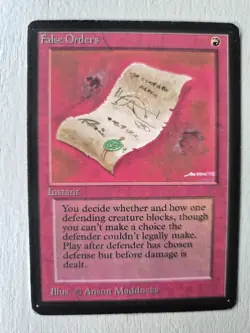 False Orders
Instant
You decide whether and how one
defending creature blocks, though
you can't make a choice the
defender couldn't legally make.
Play after defender has chosen
defense but before damage is
dealt.
Illus. © Anson Maddocks